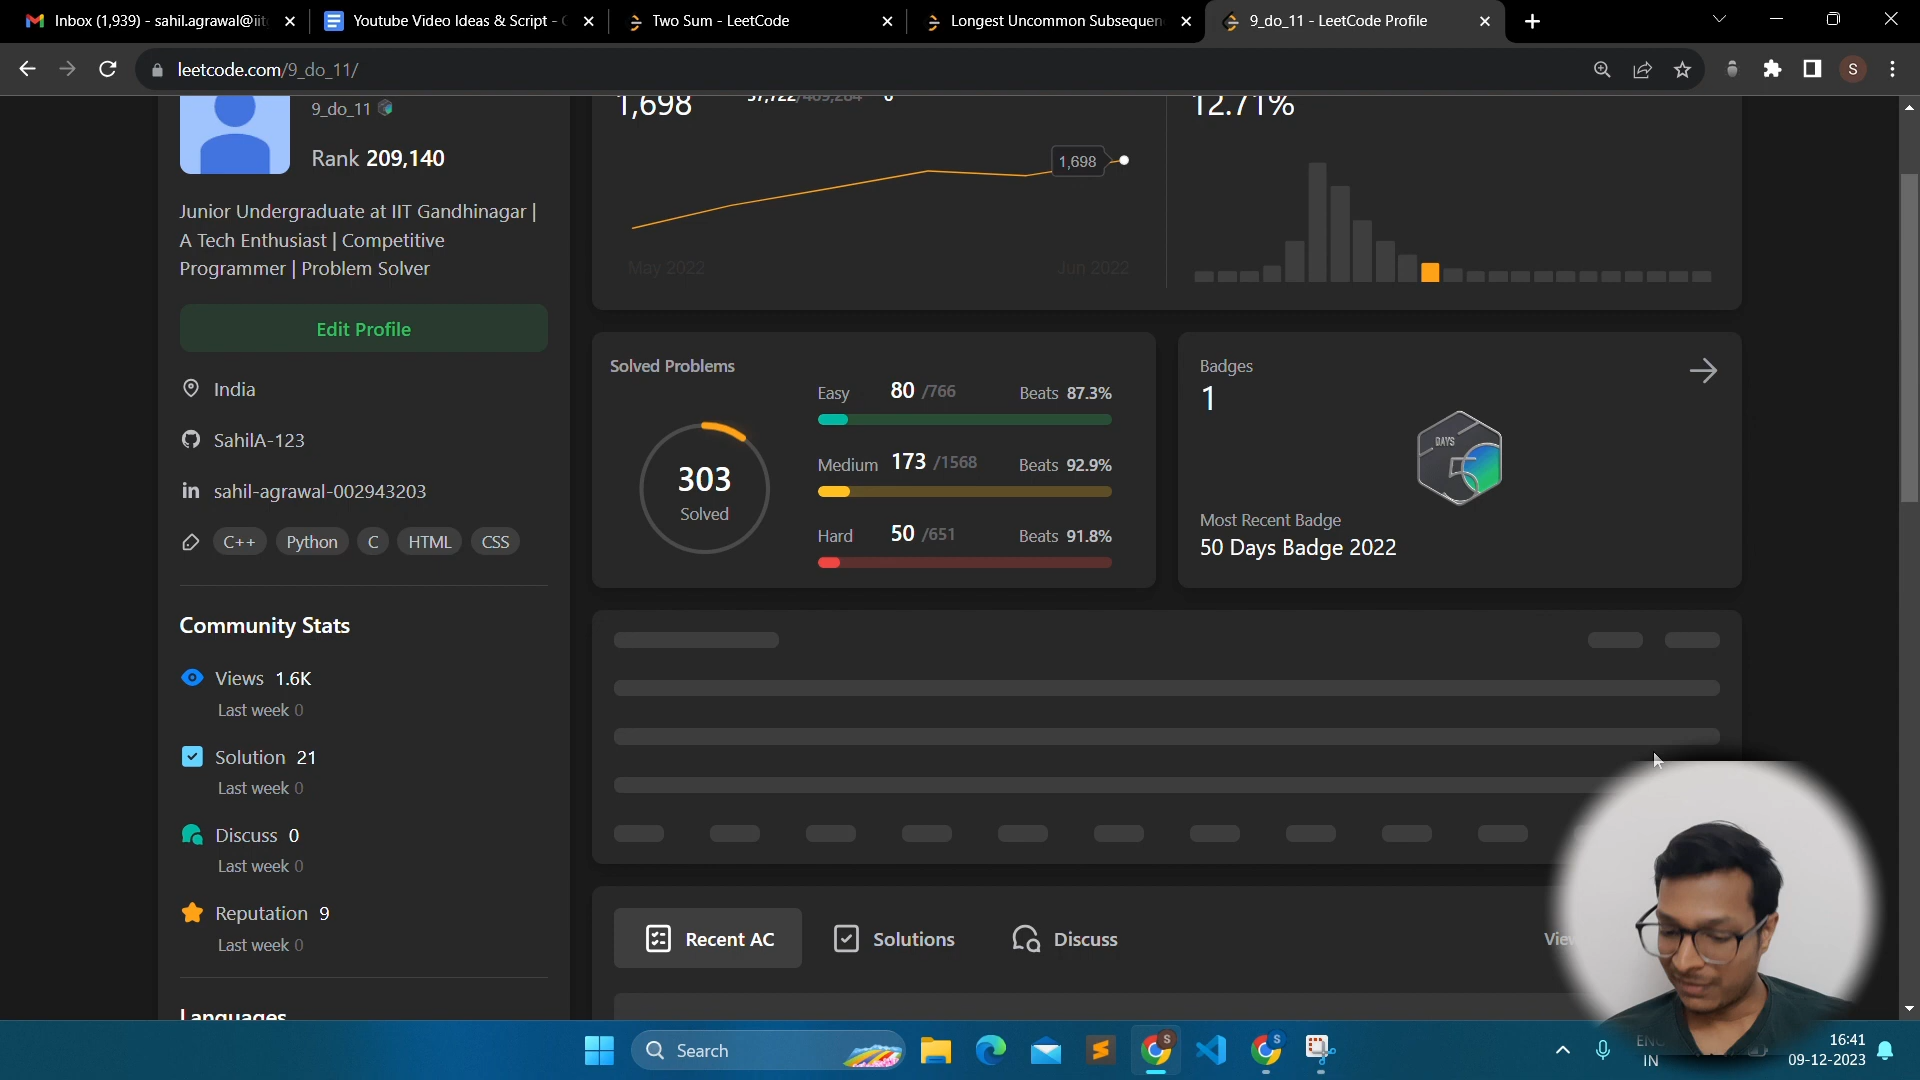 Inbox (1,939) - sahil.agrawal@iit
Youtube Video Ideas & Script -
Two Sum - LeetCode
Longest Uncommon Subsequen
9_do_11 - LeetCode Profile
leetcode.com/9_do_11/
S
9_do_11
Rank 209,140
Junior Undergraduate at IIT Gandhinagar |
A Tech Enthusiast | Competitive
Programmer | Problem Solver
Edit Profile
India
SahilA-123
in sahil-agrawal-002943203
C++ Python C HTML CSS
Community Stats
Views 1.6K
Last week 0
Solution 21
Last week 0
Discuss 0
Last week 0
Reputation 9
Last week 0
Languages
1,698
12.71%
1,698
May 2022
Jun 2022
Solved Problems
303
Solved
Easy 80 /766 Beats 87.3%
Medium 173 /1568 Beats 92.9%
Hard 50 /651 Beats 91.8%
Badges
1
DAYS
50
Most Recent Badge
50 Days Badge 2022
Recent AC
Solutions
Discuss
Search
IN
16:41
09-12-2023